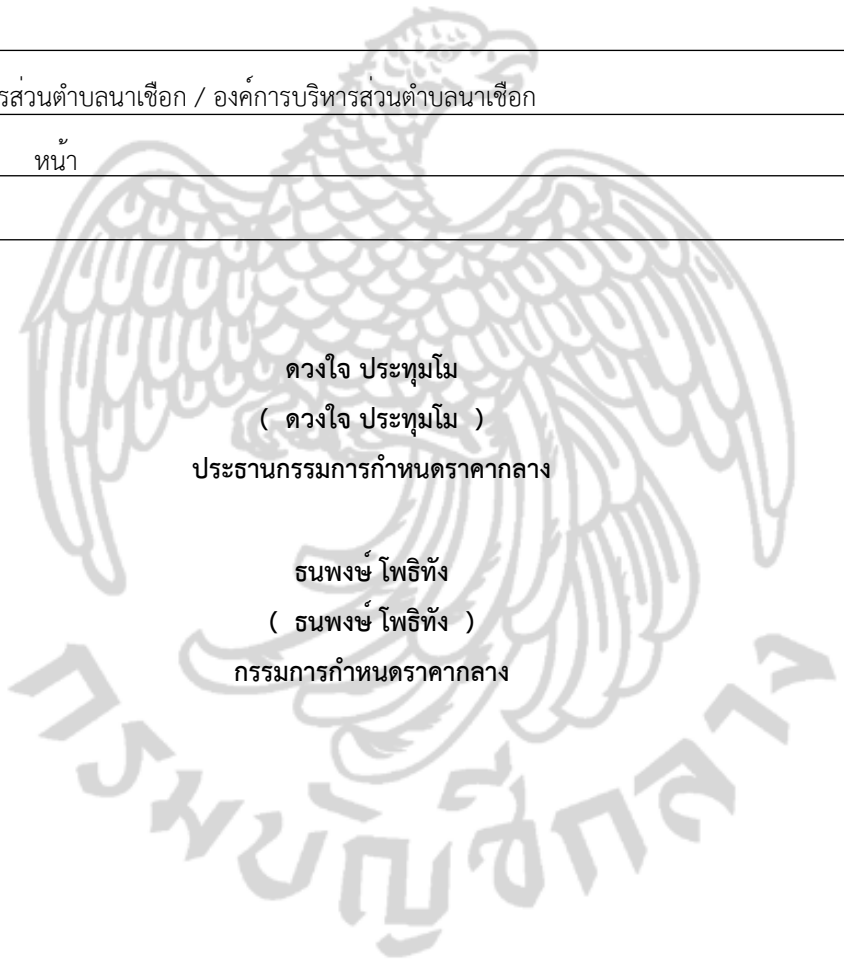 รส่วนตำบลนาเชือก / องค์การบริหารส่วนตำบลนาเชือก
หน้า
ดวงใจ ประทุมโม
( ดวงใจ ประทุมโม )
ประธานกรรมการกำหนดราคากลาง
ธนพงษ์ โพธิทัง
( ธนพงษ์ โพธิทัง )
กรรมการกำหนดราคากลาง
กรมบัญชีกลาง